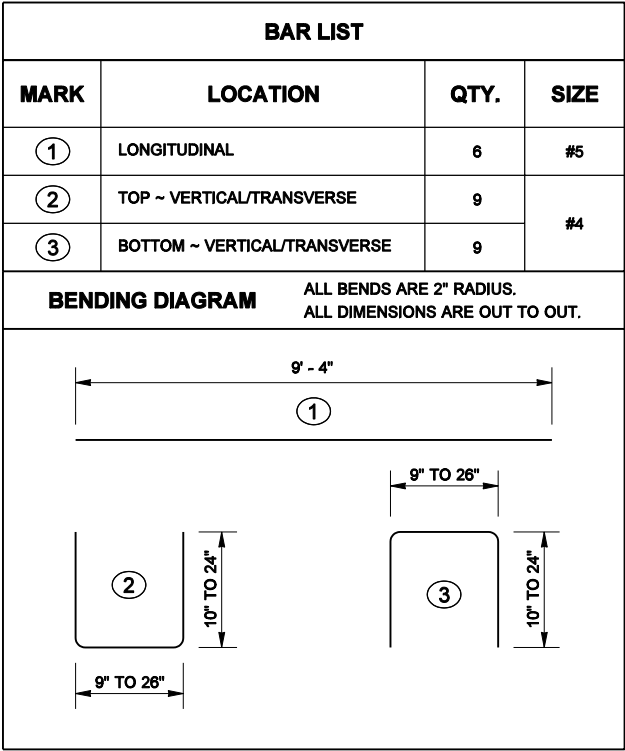 BAR LIST
MARK LOCATION QTY. SIZE
1 LONGITUDINAL 6 #5
2 TOP ~ VERTICAL/TRANSVERSE 9
#4
3 BOTTOM ~ VERTICAL/TRANSVERSE 9
BENDING DIAGRAM
ALL BENDS ARE 2" RADIUS.
ALL DIMENSIONS ARE OUT TO OUT.
9' - 4"
1
9" TO 26"
2
10" TO 24"
3
10" TO 24"
9" TO 26"